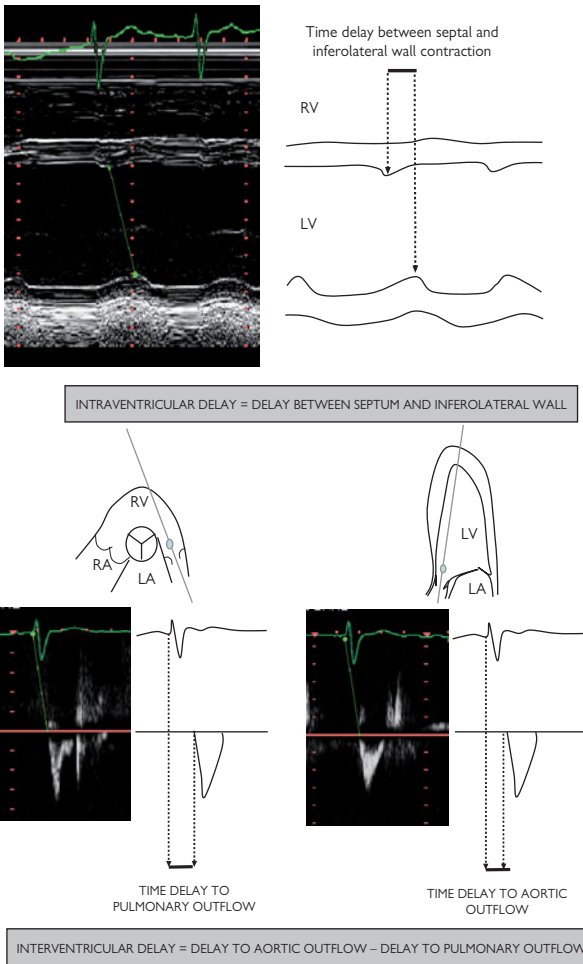 Time delay between septal and
inferolateral wall contraction
RV
LV
INTRAVENTRICULAR DELAY = DELAY BETWEEN SEPTUM AND INFEROLATERAL WALL
RV
RA
LA
LV
LA
TIME DELAY TO
PULMONARY OUTFLOW
TIME DELAY TO AORTIC
OUTFLOW
INTERVENTRICULAR DELAY = DELAY TO AORTIC OUTFLOW – DELAY TO PULMONARY OUTFLOW